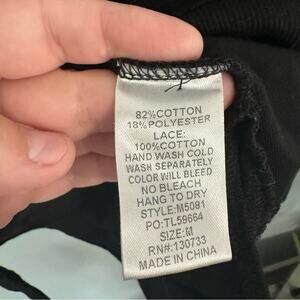 82%COTTON
18%POLYESTER
LACE:
100%COTTON
HAND WASH COLD
WASH SEPARATELY
COLOR WILL BLEED
NO BLEACH
HANG TO DRY
STYLE:M5081
PO:TL59664
SIZE:M
RN#:130733
MADE IN CHINA